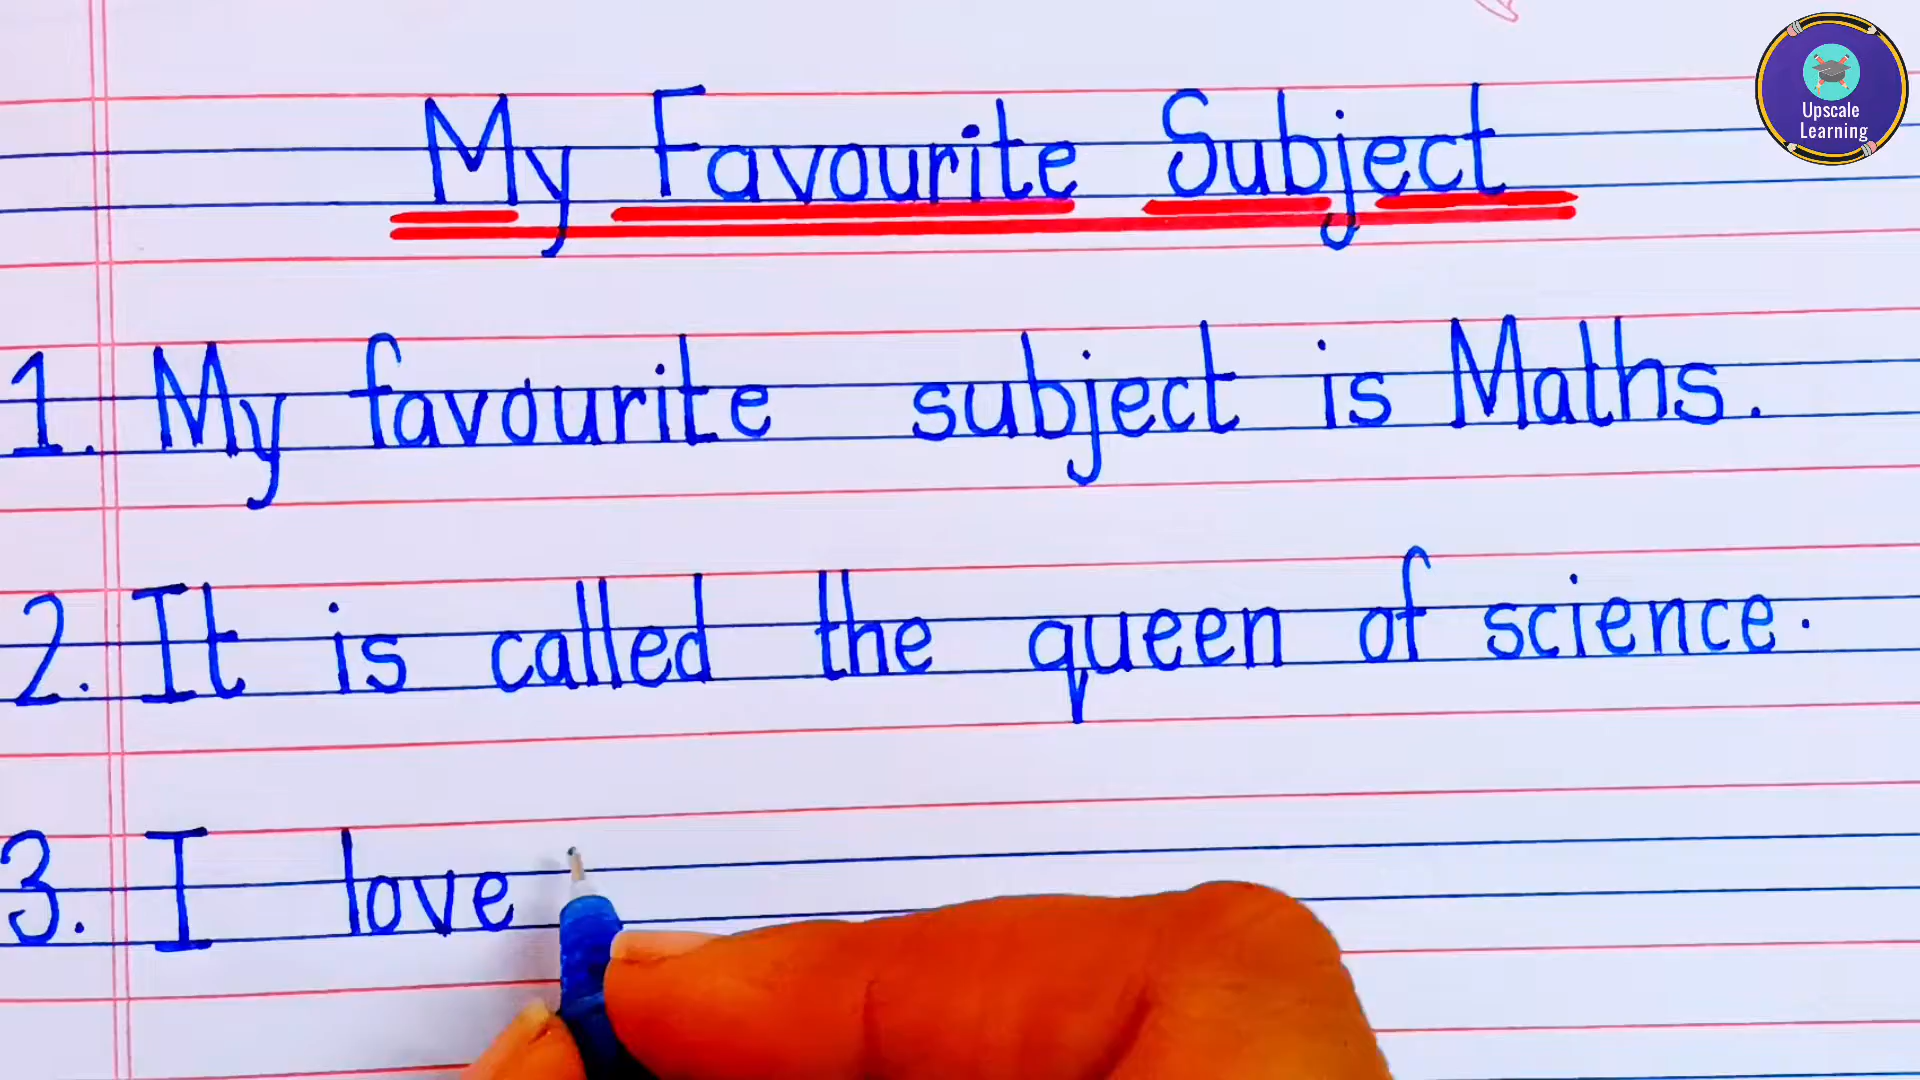 Upscale
Learning
My Favourite Subject
1. My favourite subject is Maths.
2. It is called the queen of science.
3. I love